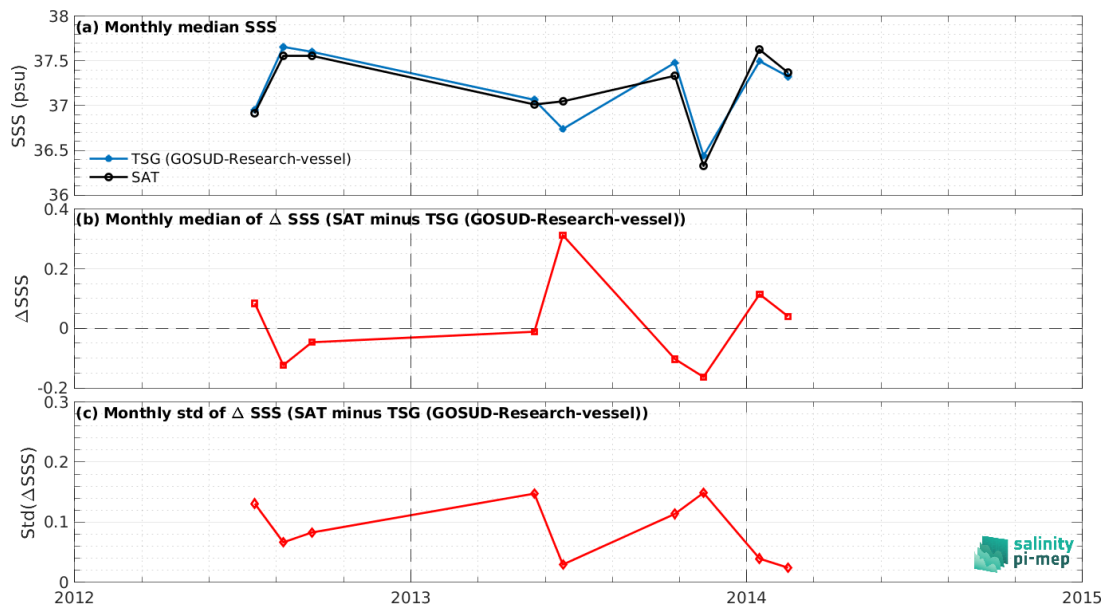 (a) Monthly median SSS
38
37.5
37
36.5
36
SSS (psu)
TSG (GOSUD-Research-vessel)
SAT
(b) Monthly median of Δ SSS (SAT minus TSG (GOSUD-Research-vessel))
0.4
0.2
0
-0.2
ΔSSS
(c) Monthly std of Δ SSS (SAT minus TSG (GOSUD-Research-vessel))
0.3
0.2
0.1
0
Std(ΔSSS)
2012
2013
2014
2015
salinity
pi-mep